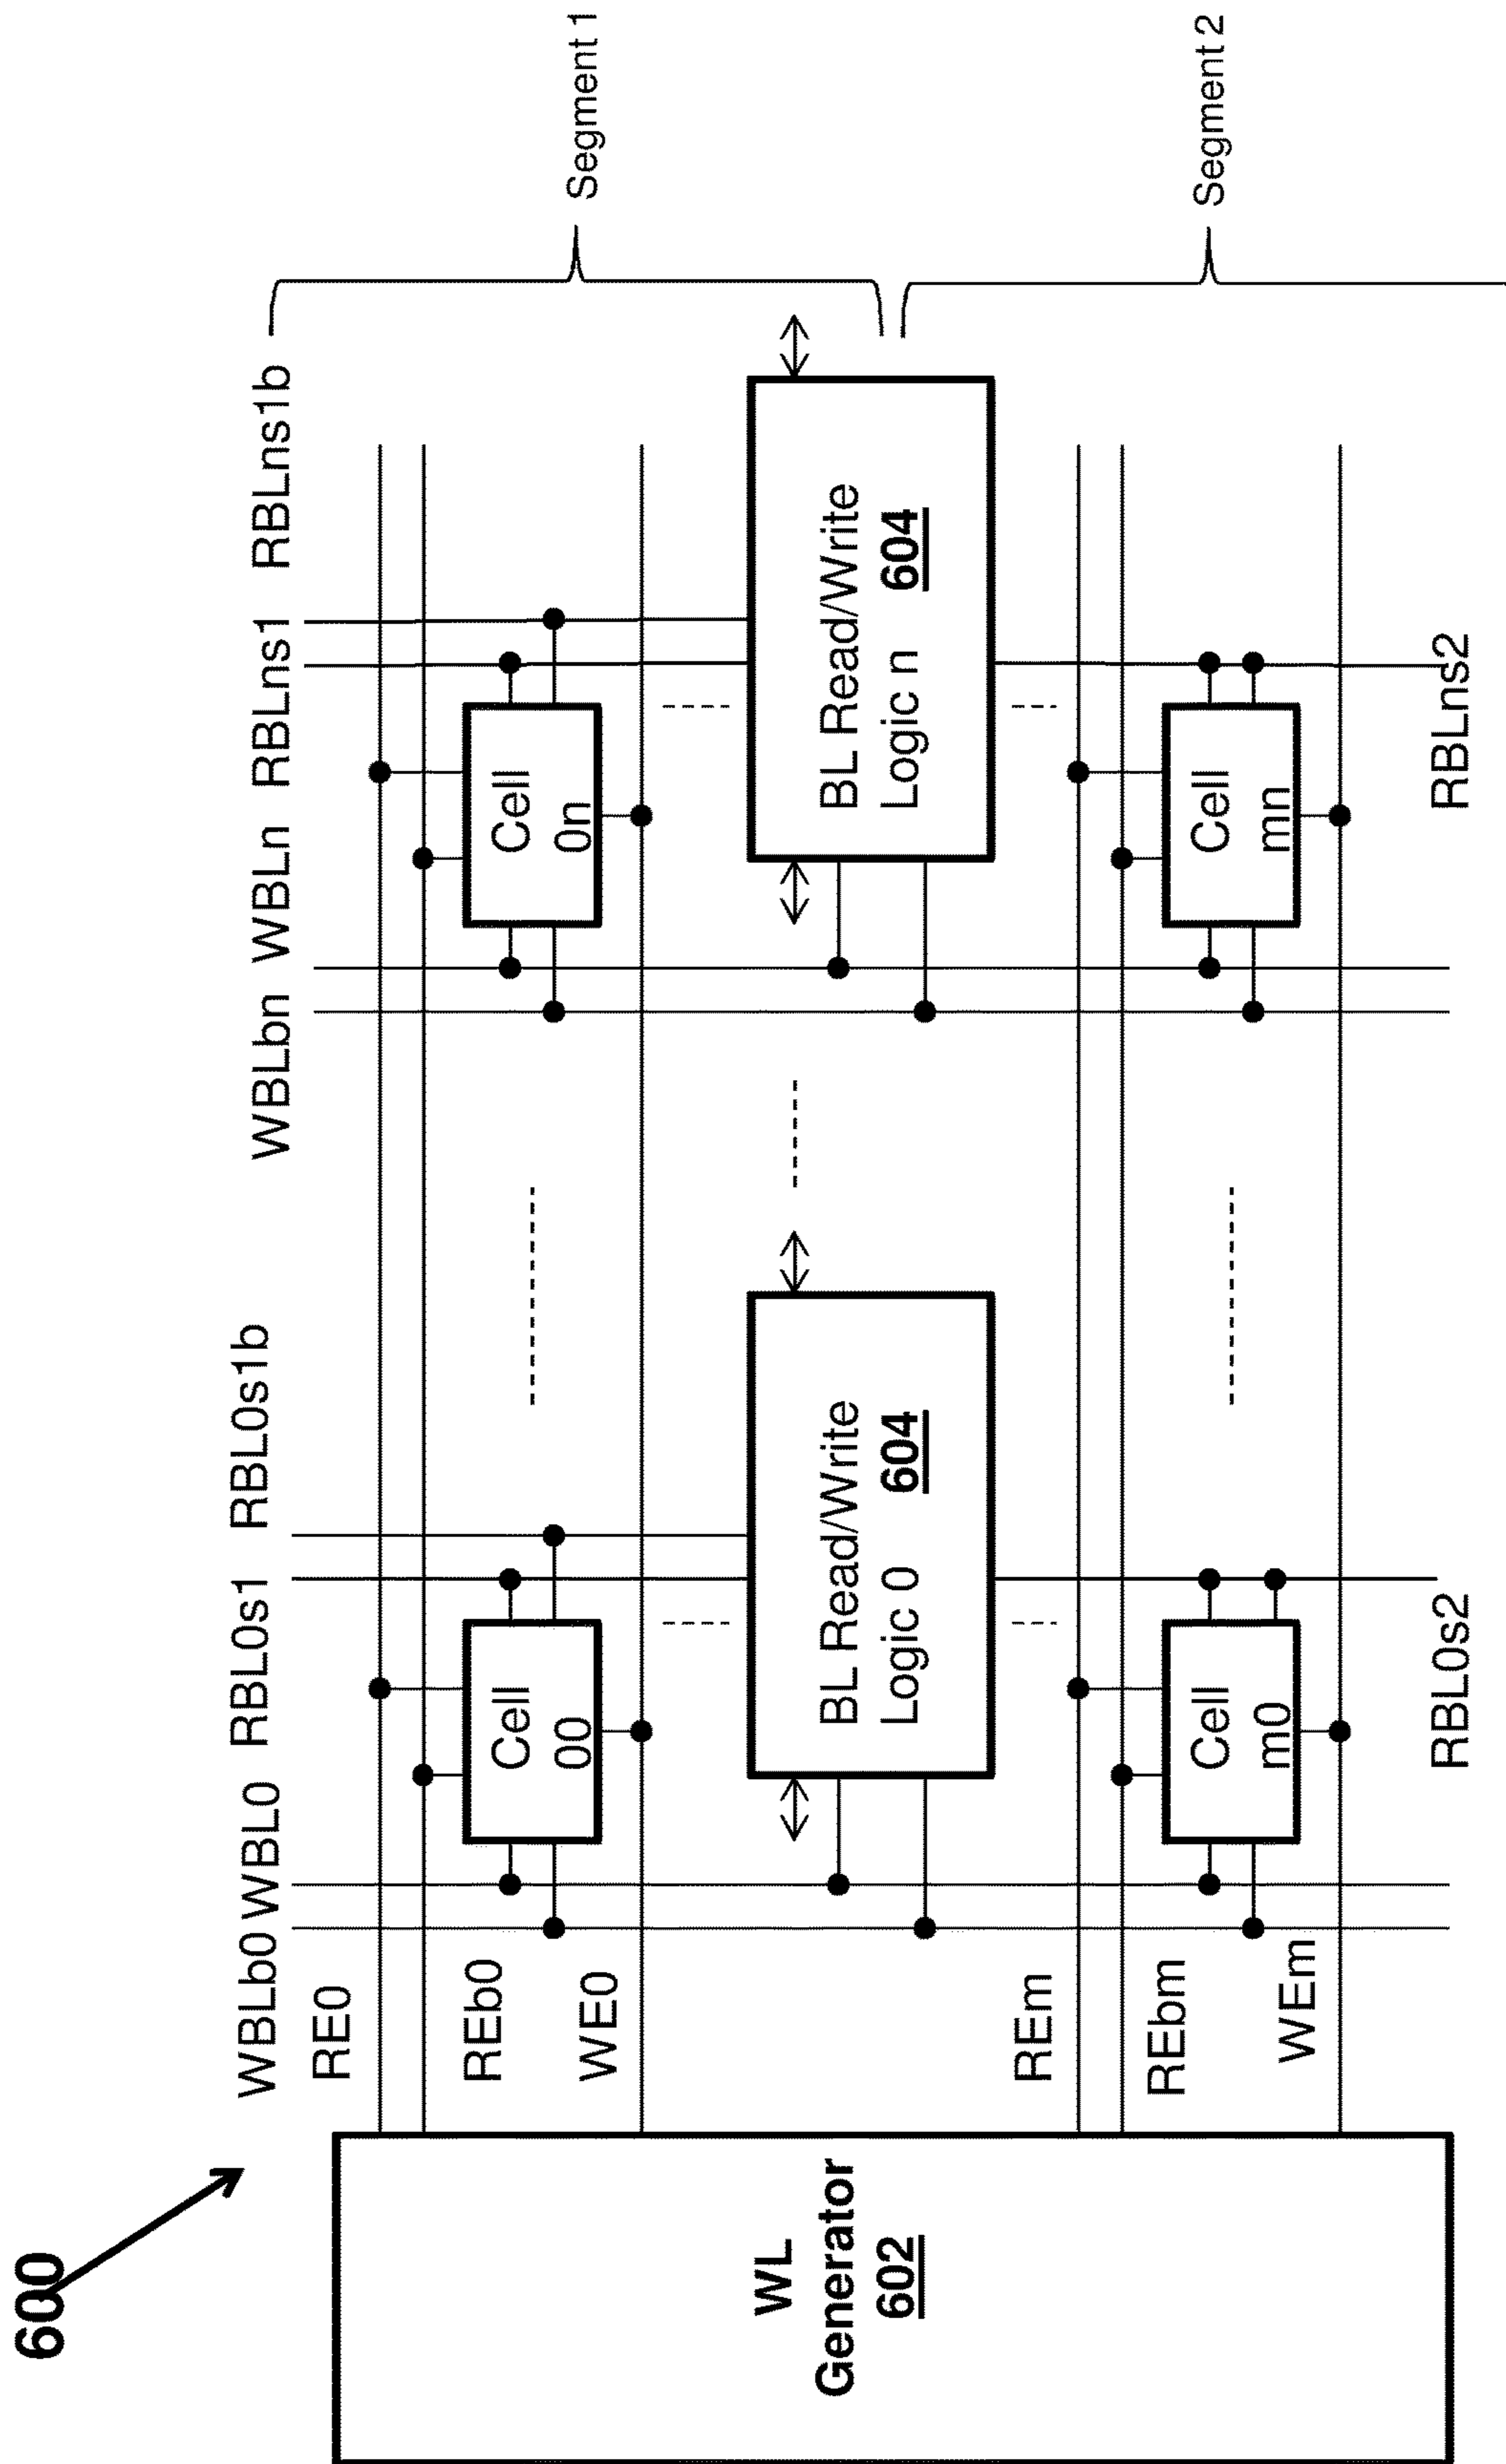 600
WL
Generator
602
WBLb0 WBL0 RBL0s1 RBL0s1b
WBLbn WBLn RBLns1 RBLns1b
RE0
REb0
WE0
Cell
00
Cell
0n
Segment 1
BL Read/Write
Logic 0 604
BL Read/Write
Logic n 604
REm
REbm
WEm
Cell
m0
Cell
mn
Segment 2
RBL0s2
RBLns2